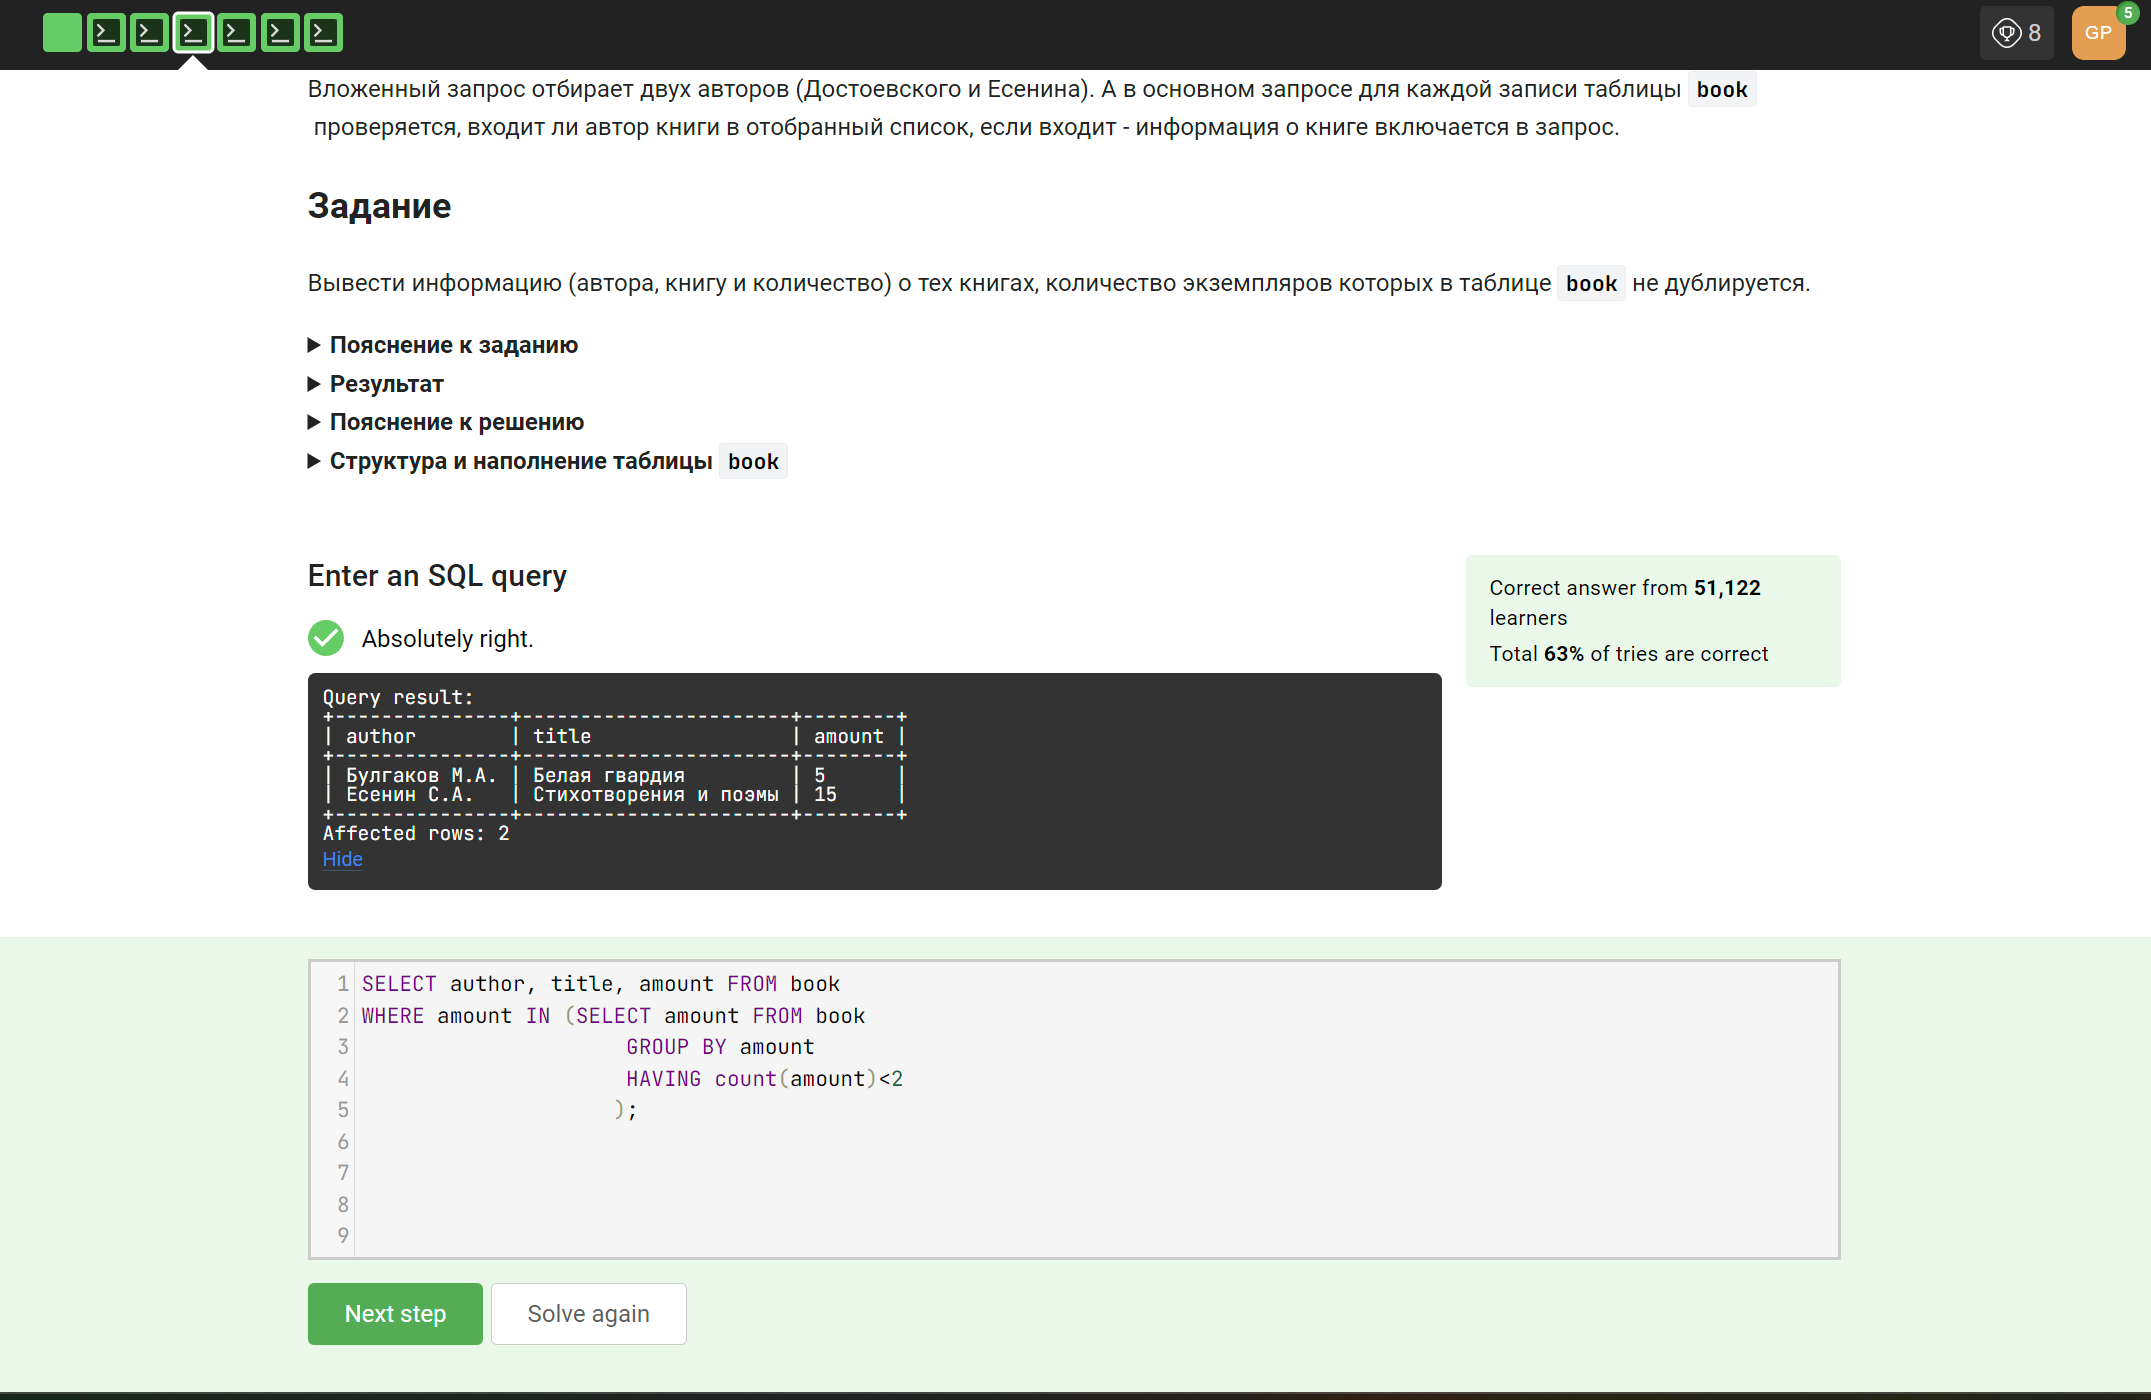 8
GP
5
Вложенный запрос отбирает двух авторов (Достоевского и Есенина). А в основном запросе для каждой записи таблицы book
проверяется, входит ли автор книги в отобранный список, если входит - информация о книге включается в запрос.
Задание
Вывести информацию (автора, книгу и количество) о тех книгах, количество экземпляров которых в таблице book не дублируется.
Пояснение к заданию
Результат
Пояснение к решению
Структура и наполнение таблицы book
Enter an SQL query
Absolutely right.
Correct answer from 51,122
learners
Total 63% of tries are correct
Query result:
+---------------+-----------------------+--------+
| author        | title                 | amount |
+---------------+-----------------------+--------+
| Булгаков М.А. | Белая гвардия         | 5      |
| Есенин С.А.   | Стихотворения и поэмы | 15     |
+---------------+-----------------------+--------+
Affected rows: 2
Hide
1 SELECT author, title, amount FROM book
2 WHERE amount IN (SELECT amount FROM book
3                      GROUP BY amount
4                      HAVING count(amount)<2
5                     );
6
7
8
9
Next step
Solve again